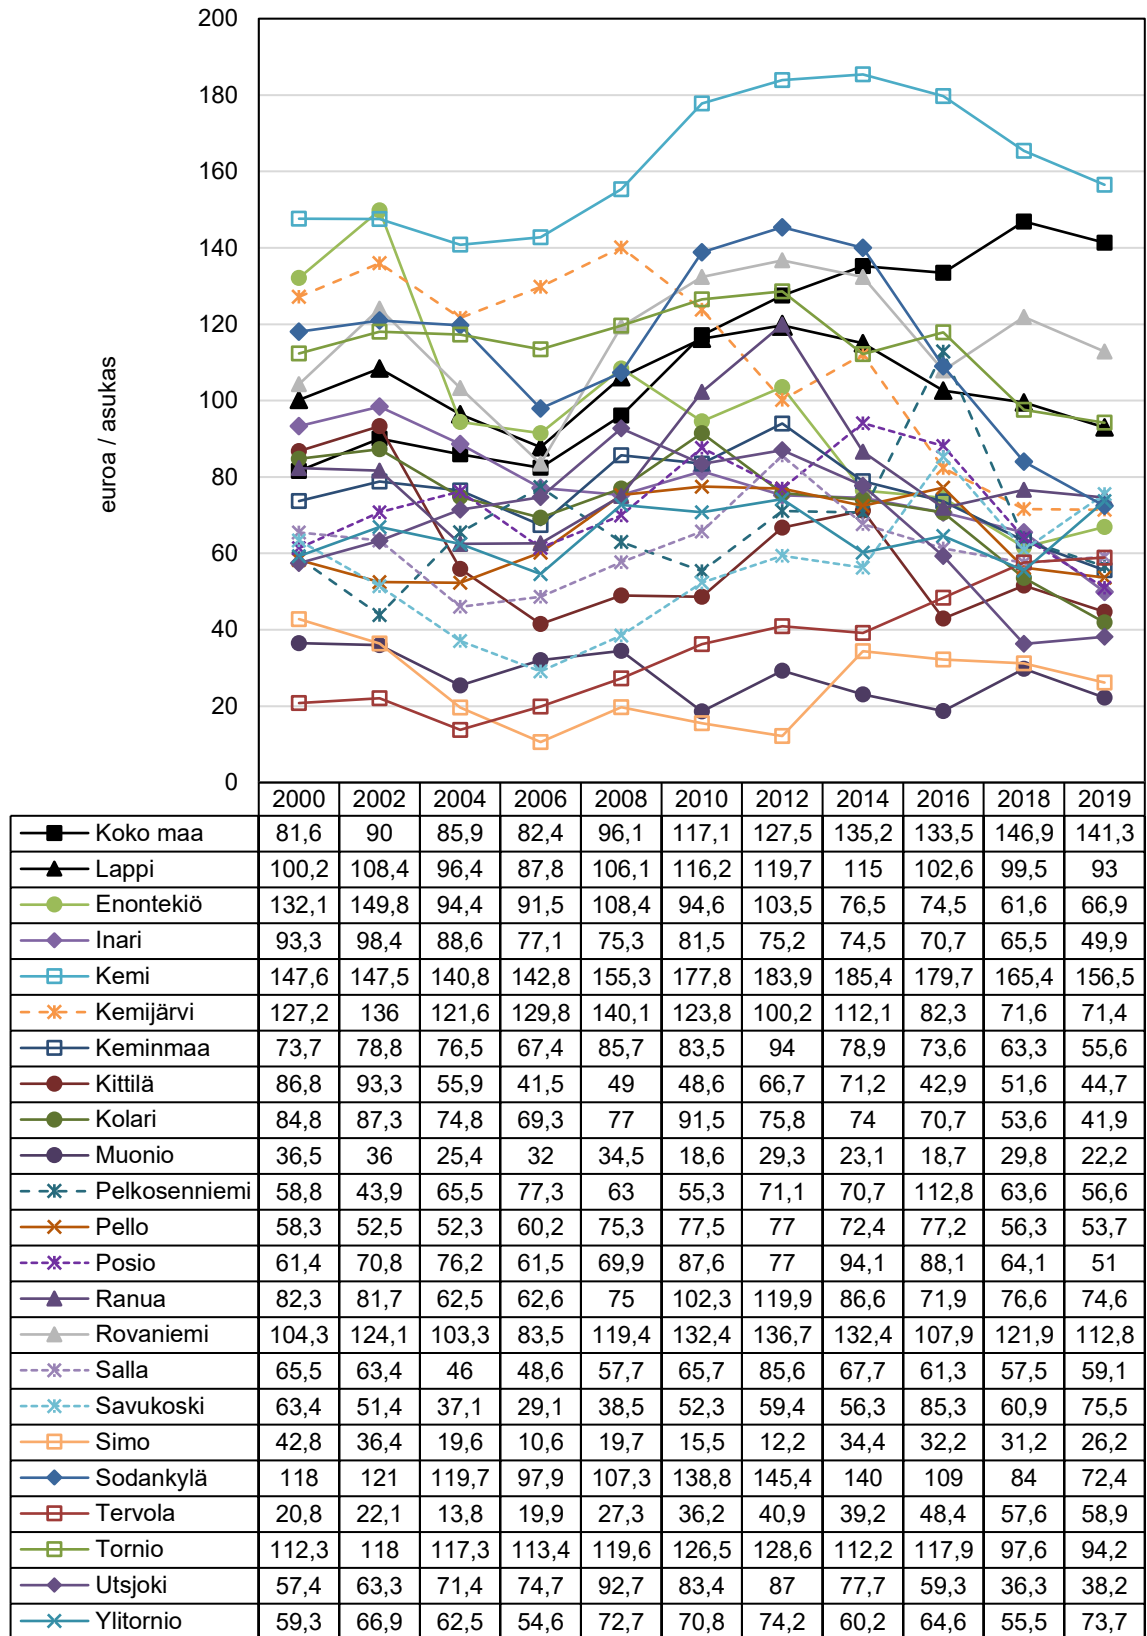 200
180
160
140
120
100
80
60
40
20
0
euroa / asukas
2000 2002 2004 2006 2008 2010 2012 2014 2016 2018 2019
Koko maa 81,6 90 85,9 82,4 96,1 117,1 127,5 135,2 133,5 146,9 141,3
Lappi 100,2 108,4 96,4 87,8 106,1 116,2 119,7 115 102,6 99,5 93
Enontekiö 132,1 149,8 94,4 91,5 108,4 94,6 103,5 76,5 74,5 61,6 66,9
Inari 93,3 98,4 88,6 77,1 75,3 81,5 75,2 74,5 70,7 65,5 49,9
Kemi 147,6 147,5 140,8 142,8 155,3 177,8 183,9 185,4 179,7 165,4 156,5
Kemijärvi 127,2 136 121,6 129,8 140,1 123,8 100,2 112,1 82,3 71,6 71,4
Keminmaa 73,7 78,8 76,5 67,4 85,7 83,5 94 78,9 73,6 63,3 55,6
Kittilä 86,8 93,3 55,9 41,5 49 48,6 66,7 71,2 42,9 51,6 44,7
Kolari 84,8 87,3 74,8 69,3 77 91,5 75,8 74 70,7 53,6 41,9
Muonio 36,5 36 25,4 32 34,5 18,6 29,3 23,1 18,7 29,8 22,2
Pelkosenniemi 58,8 43,9 65,5 77,3 63 55,3 71,1 70,7 112,8 63,6 56,6
Pello 58,3 52,5 52,3 60,2 75,3 77,5 77 72,4 77,2 56,3 53,7
Posio 61,4 70,8 76,2 61,5 69,9 87,6 77 94,1 88,1 64,1 51
Ranua 82,3 81,7 62,5 62,6 75 102,3 119,9 86,6 71,9 76,6 74,6
Rovaniemi 104,3 124,1 103,3 83,5 119,4 132,4 136,7 132,4 107,9 121,9 112,8
Salla 65,5 63,4 46 48,6 57,7 65,7 85,6 67,7 61,3 57,5 59,1
Savukoski 63,4 51,4 37,1 29,1 38,5 52,3 59,4 56,3 85,3 60,9 75,5
Simo 42,8 36,4 19,6 10,6 19,7 15,5 12,2 34,4 32,2 31,2 26,2
Sodankylä 118 121 119,7 97,9 107,3 138,8 145,4 140 109 84 72,4
Tervola 20,8 22,1 13,8 19,9 27,3 36,2 40,9 39,2 48,4 57,6 58,9
Tornio 112,3 118 117,3 113,4 119,6 126,5 128,6 112,2 117,9 97,6 94,2
Utsjoki 57,4 63,3 71,4 74,7 92,7 83,4 87 77,7 59,3 36,3 38,2
Ylitornio 59,3 66,9 62,5 54,6 72,7 70,8 74,2 60,2 64,6 55,5 73,7